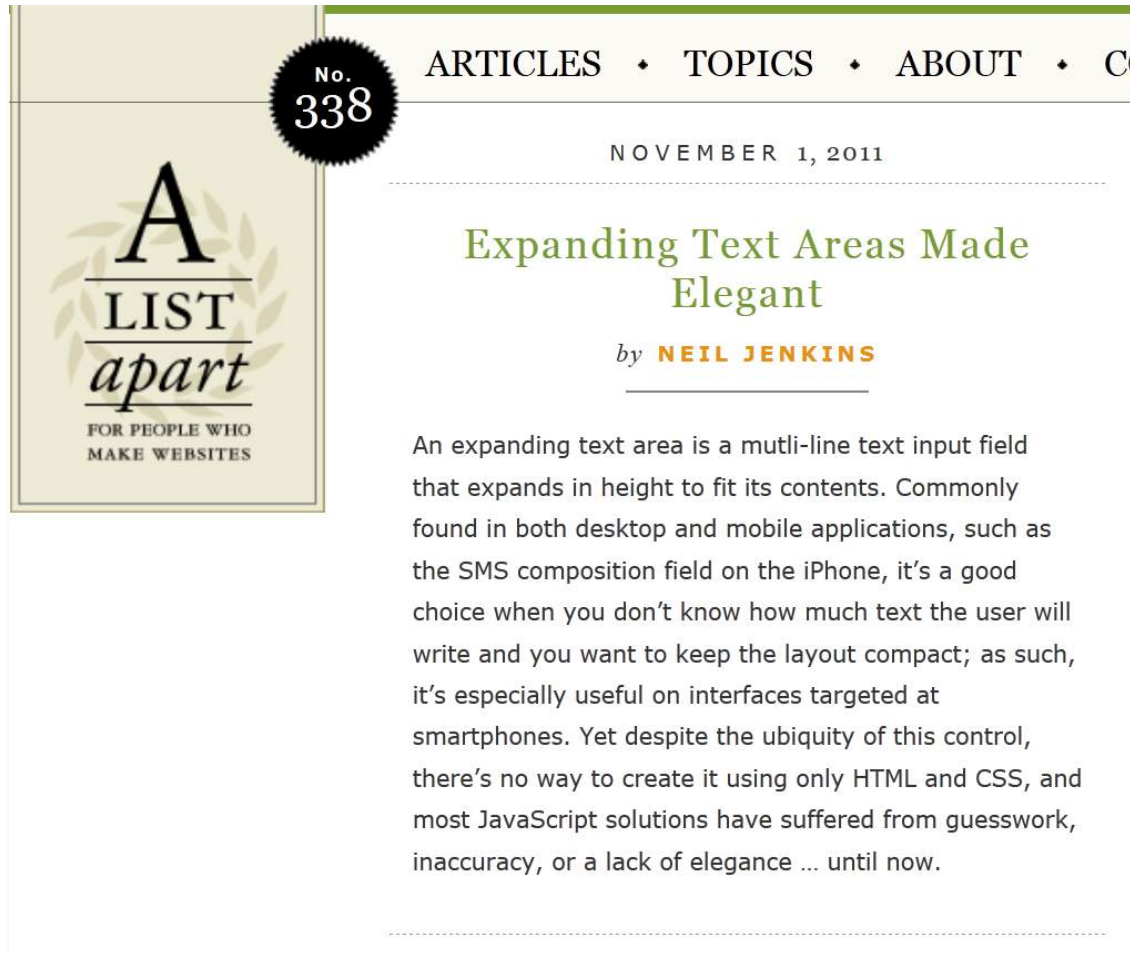 No.
338
ARTICLES • TOPICS • ABOUT •
A
LIST
apart
FOR PEOPLE WHO
MAKE WEBSITES
NOVEMBER 1, 2011
Expanding Text Areas Made
Elegant
by NEIL JENKINS
An expanding text area is a mutli-line text input field
that expands in height to fit its contents. Commonly
found in both desktop and mobile applications, such as
the SMS composition field on the iPhone, it’s a good
choice when you don’t know how much text the user will
write and you want to keep the layout compact; as such,
it’s especially useful on interfaces targeted at
smartphones. Yet despite the ubiquity of this control,
there’s no way to create it using only HTML and CSS, and
most JavaScript solutions have suffered from guesswork,
inaccuracy, or a lack of elegance … until now.